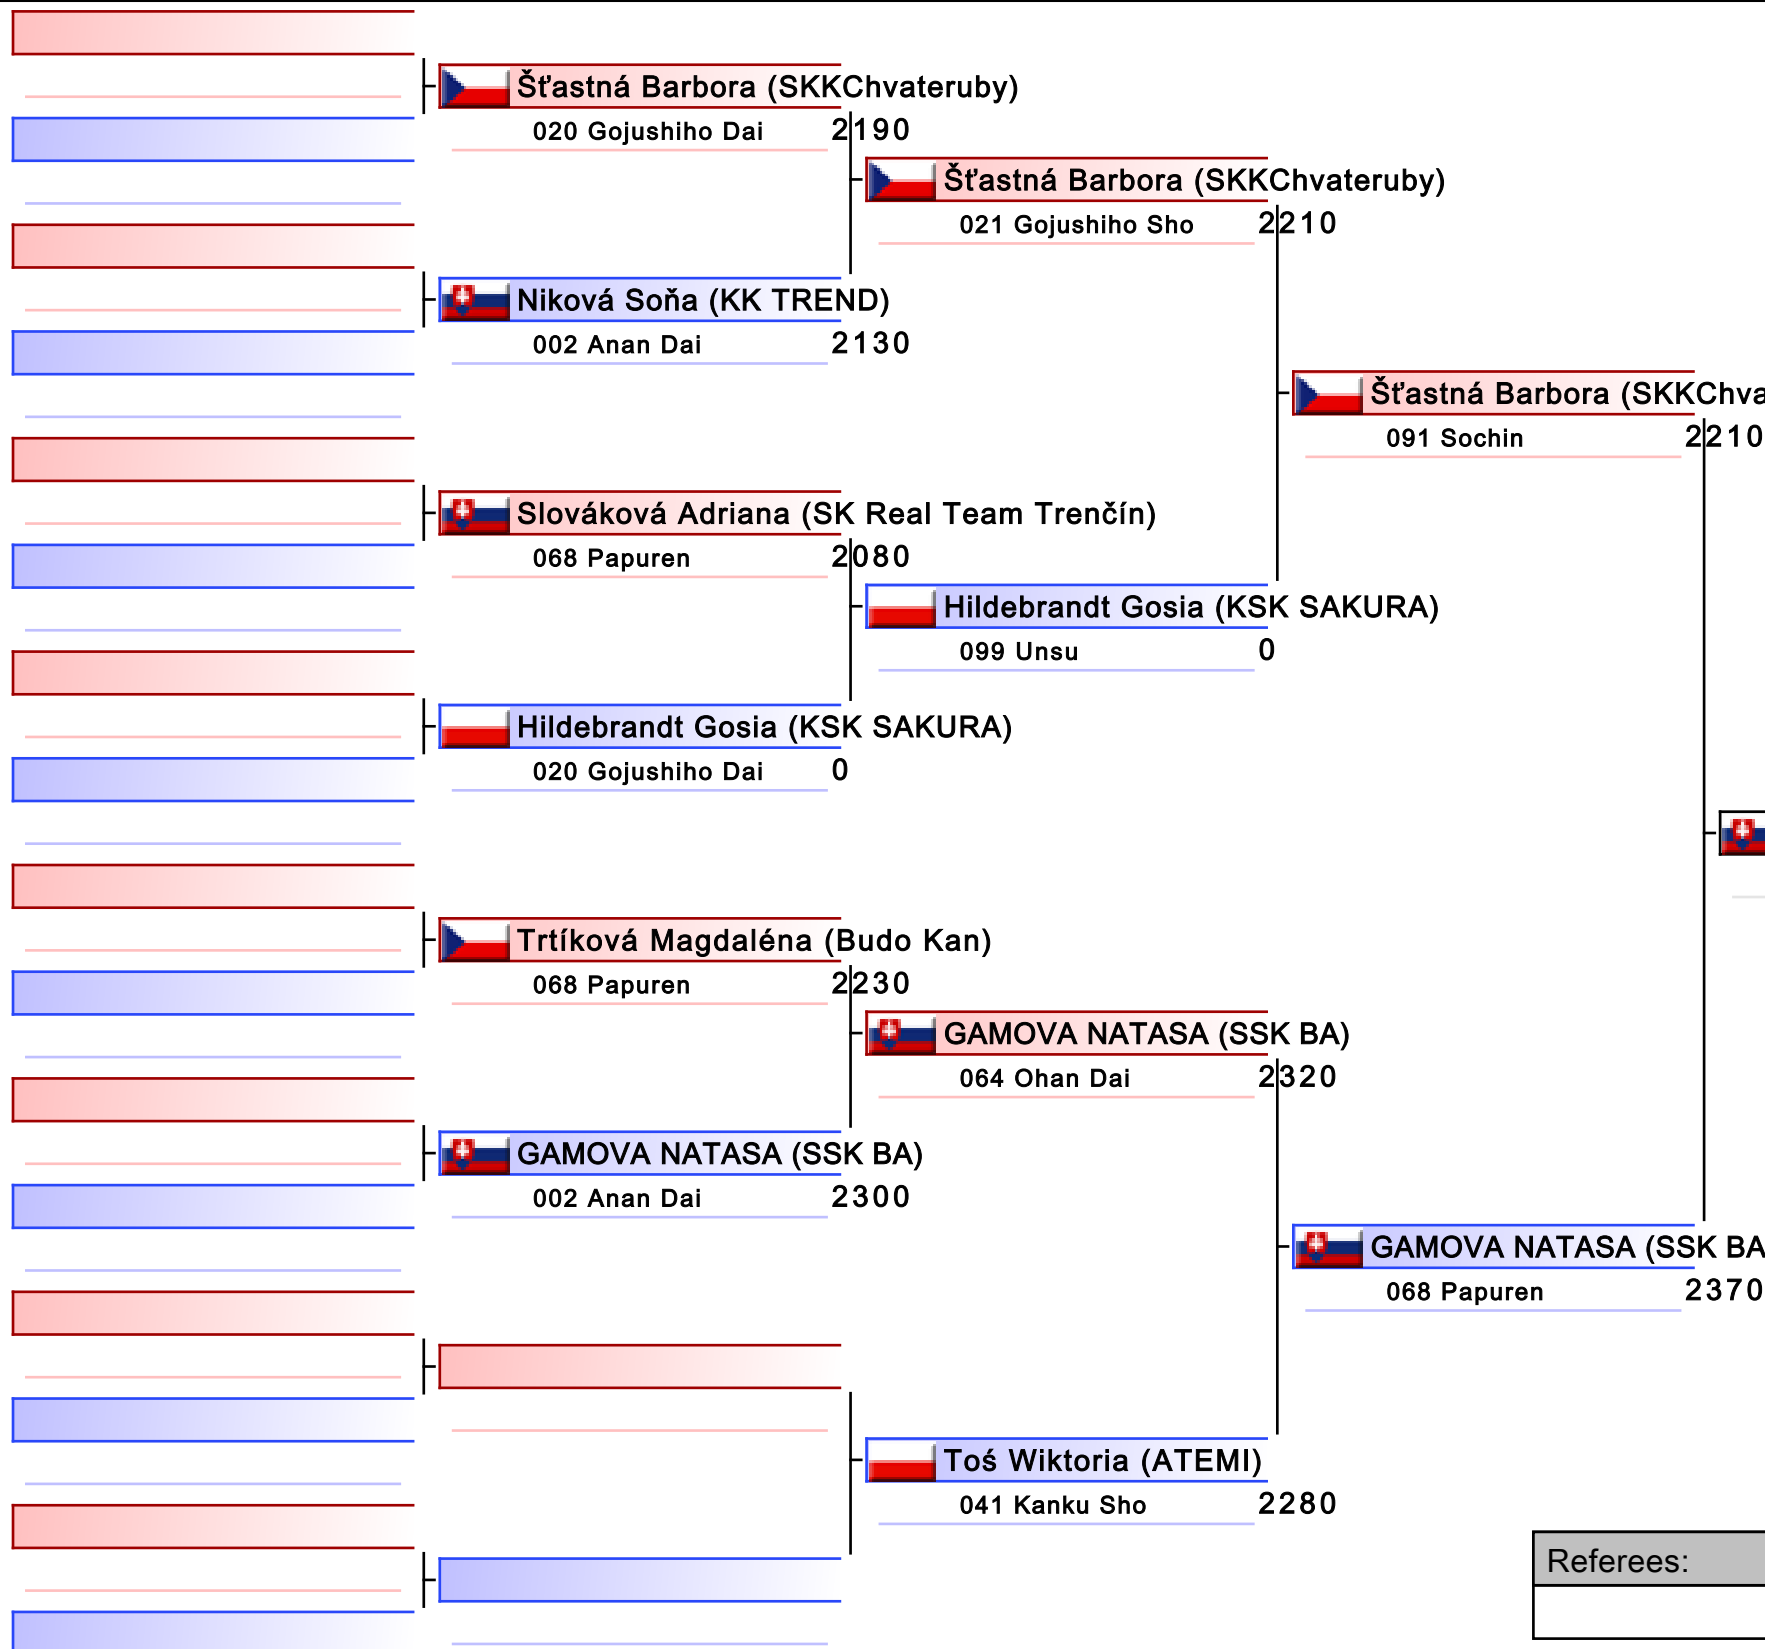 Šťastná Barbora (SKKChvateruby)
020 Gojushiho Dai 2190
Šťastná Barbora (SKKChvateruby)
021 Gojushiho Sho 2210
Niková Soňa (KK TREND)
002 Anan Dai 2130
Šťastná Barbora (SKKChva
091 Sochin 2210
Slováková Adriana (SK Real Team Trenčín)
068 Papuren 2080
Hildebrandt Gosia (KSK SAKURA)
099 Unsu 0
Hildebrandt Gosia (KSK SAKURA)
020 Gojushiho Dai 0
Trtíková Magdaléna (Budo Kan)
068 Papuren 2230
GAMOVA NATASA (SSK BA)
064 Ohan Dai 2320
GAMOVA NATASA (SSK BA)
002 Anan Dai 2300
GAMOVA NATASA (SSK BA
068 Papuren 2370
Toś Wiktoria (ATEMI)
041 Kanku Sho 2280
Referees: